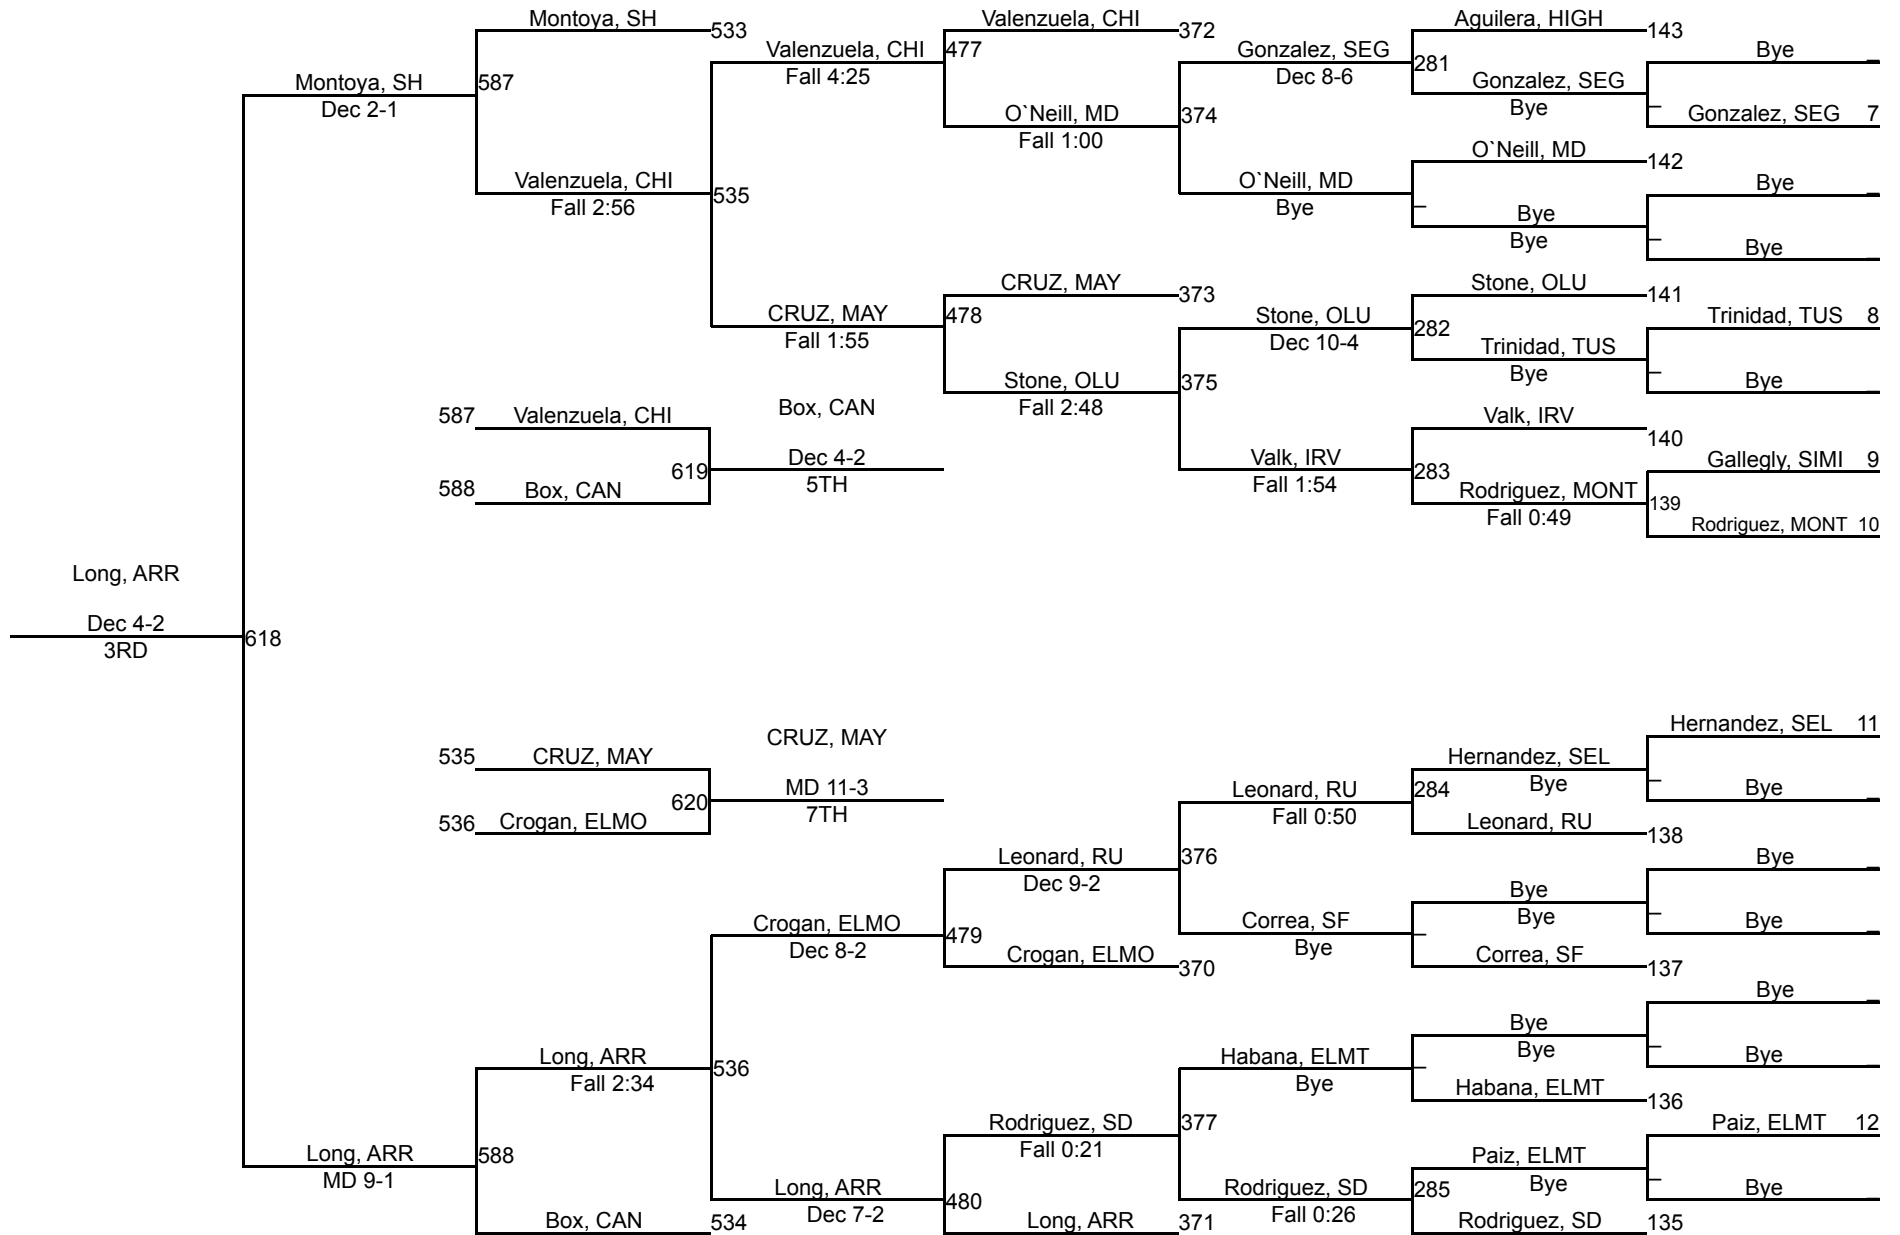 Montoya, SH
533
Valenzuela, CHI
372
Aguilera, HIGH
143
Valenzuela, CHI
477
Fall 4:25
Gonzalez, SEG
Dec 8-6
281
Bye
Gonzalez, SEG
Bye
Montoya, SH
Dec 2-1
587
O`Neill, MD
Fall 1:00
374
Gonzalez, SEG 7
O`Neill, MD
142
Valenzuela, CHI
Fall 2:56
535
O`Neill, MD
Bye
Bye
Bye
Bye
Bye
CRUZ, MAY
373
Stone, OLU
141
CRUZ, MAY
Fall 1:55
478
Stone, OLU
Dec 10-4
282
Trinidad, TUS 8
Trinidad, TUS
Bye
Stone, OLU
Fall 2:48
375
Bye
587
Valenzuela, CHI
Box, CAN
Valk, IRV
140
619
Dec 4-2
5TH
Valk, IRV
Fall 1:54
283
Gallegly, SIMI 9
588
Box, CAN
Rodriguez, MONT
Fall 0:49
139
Rodriguez, MONT 10
Long, ARR
Dec 4-2
3RD
618
Hernandez, SEL 11
535
CRUZ, MAY
CRUZ, MAY
Hernandez, SEL
Bye
620
MD 11-3
7TH
Leonard, RU
Fall 0:50
284
Bye
536
Crogan, ELMO
Leonard, RU
138
Leonard, RU
Dec 9-2
376
Bye
Bye
Bye
Crogan, ELMO
Dec 8-2
479
Correa, SF
Bye
Bye
Crogan, ELMO
370
Correa, SF
137
Bye
Bye
Bye
Long, ARR
Fall 2:34
536
Habana, ELMT
Bye
Bye
Habana, ELMT
136
Rodriguez, SD
Fall 0:21
377
Paiz, ELMT 12
Long, ARR
MD 9-1
588
Paiz, ELMT
Bye
Long, ARR
Dec 7-2
480
Rodriguez, SD
Fall 0:26
285
Bye
Box, CAN
534
Long, ARR
371
Rodriguez, SD
135